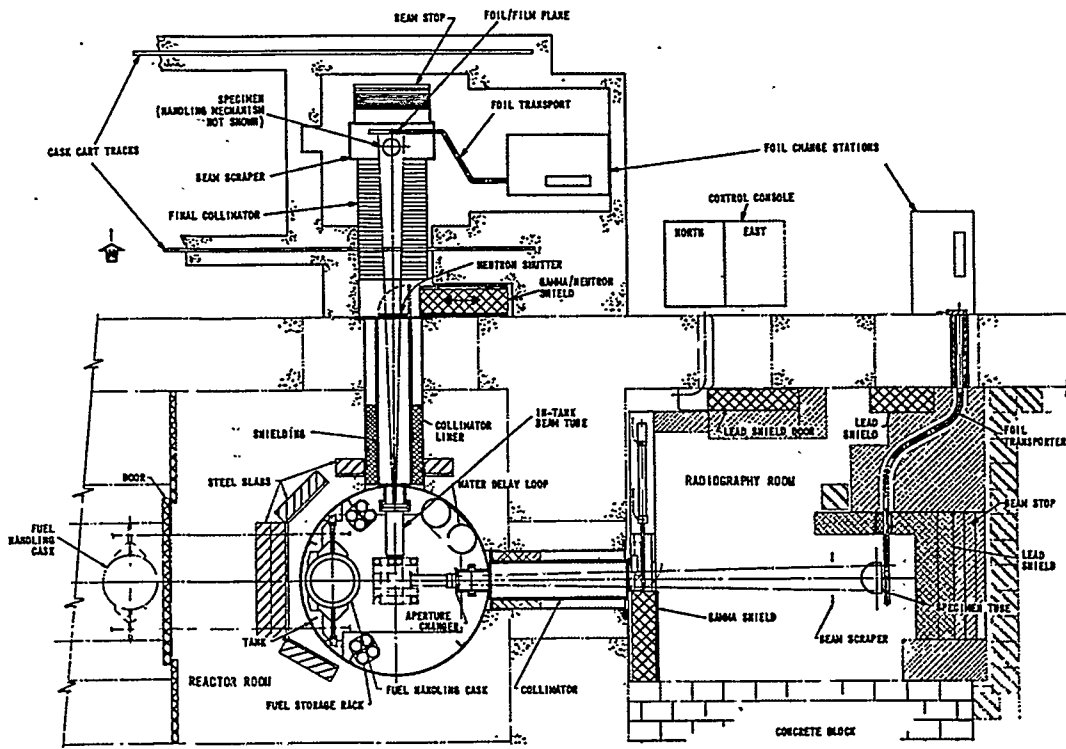 BEAM STOP
FOIL/FILM PLANE
SPECIMEN
(HANDLING MECHANISM
NOT SHOWN)
FOIL TRANSPORT
CASK CART TRACKS
FOIL CHANGE STATIONS
BEAM SCRAPER
CONTROL CONSOLE
FINAL COLLIMATOR
NORTH
EAST
NEUTRON SHUTTER
GAMMA/NEUTRON
SHIELD
IN-TANK
BEAM TUBE
SHIELDING
COLLIMATOR
LINER
LEAD SHIELD DOOR
LEAD
SHIELD
FOIL
TRANSPORTER
STEEL SLABS
WATER DELAY LOOP
RADIOGRAPHY ROOM
DOOR
BEAM STOP
FUEL
HANDLING
CASK
LEAD
SHIELD
APERTURE
CHANGER
GAMMA SHIELD
SPECIMEN TUBE
TANK
BEAM SCRAPER
REACTOR ROOM
FUEL HANDLING CASK
COLLIMATOR
FUEL STORAGE RACK
CONCRETE BLOCK